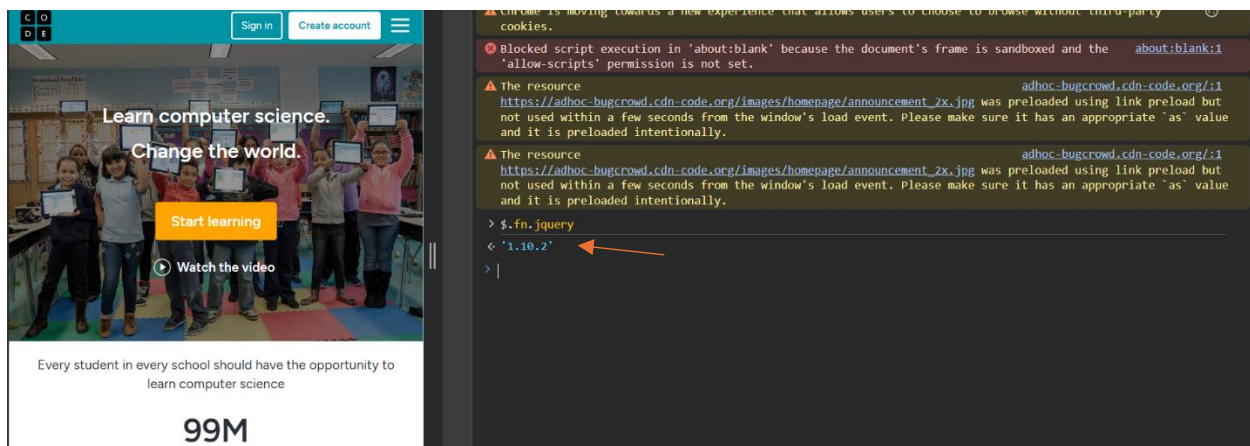 C O
D E
Sign in
Create account
Learn computer science.
Change the world.
Start learning
Watch the video
Every student in every school should have the opportunity to
learn computer science
99M
Chrome is moving towards a new experience that allows users to choose to browse without third-party
cookies.
Blocked script execution in 'about:blank' because the document's frame is sandboxed and the about:blank:1
'allow-scripts' permission is not set.
The resource adhoc-bugcrowd.cdn-code.org/:1
https://adhoc-bugcrowd.cdn-code.org/images/homepage/announcement_2x.jpg was preloaded using link preload but
not used within a few seconds from the window's load event. Please make sure it has an appropriate `as` value
and it is preloaded intentionally.
The resource adhoc-bugcrowd.cdn-code.org/:1
https://adhoc-bugcrowd.cdn-code.org/images/homepage/announcement_2x.jpg was preloaded using link preload but
not used within a few seconds from the window's load event. Please make sure it has an appropriate `as` value
and it is preloaded intentionally.
> $.fn.jquery
'1.10.2'
>